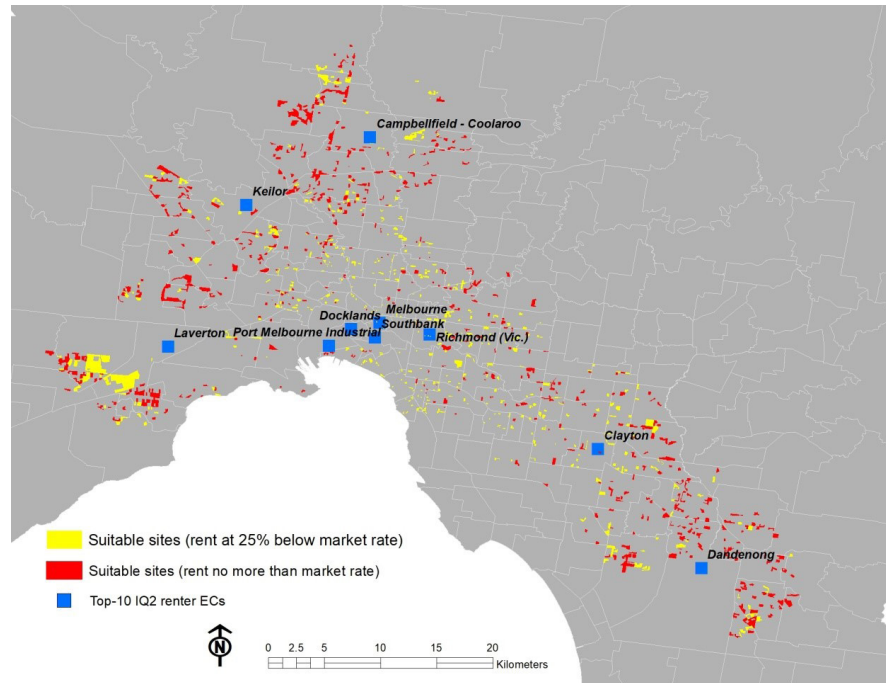 Campbellfield - Coolaroo
Keilor
Melbourne
Docklands
Southbank
Laverton
Port Melbourne Industrial
Richmond (Vic.)
Clayton
Dandenong
Suitable sites (rent at 25% below market rate)
Suitable sites (rent no more than market rate)
Top-10 IQ2 renter ECs
N
0 2.5 5 10 15 20
Kilometers